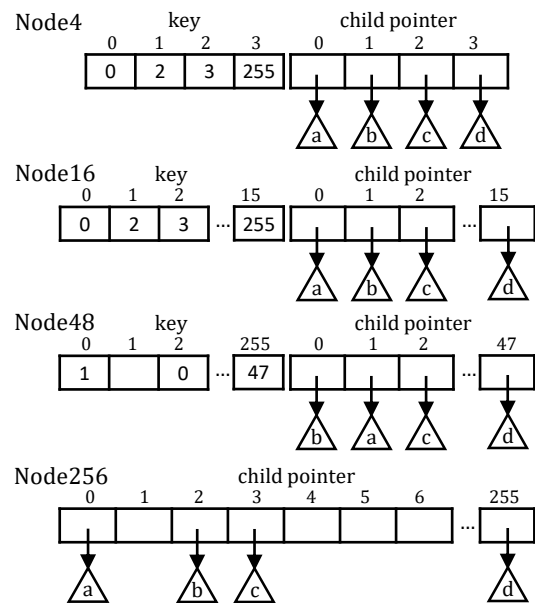 Node4 key child pointer
0 1 2 3 0 1 2 3
0 2 3 255
a b c d
Node16 key child pointer
0 1 2 15 0 1 2 15
0 2 3 ... 255 ...
a b c d
Node48 key child pointer
0 1 2 255 0 1 2 47
1 0 ... 47 ...
b a c d
Node256 child pointer
0 1 2 3 4 5 6 255
...
a b c d